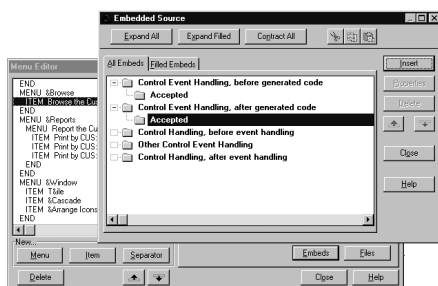 Embedded Source
Expand All
Expand Filled
Contract All
All Embeds
Filled Embeds
Control Event Handling, before generated code
Accepted
Control Event Handling, after generated code
Accepted
Control Handling, before event handling
Other Control Event Handling
Control Handling, after event handling
Insert
Properties
Delete
Close
Help
Menu Editor
END
MENU &Browse
ITEM Browse the Cus
END
MENU &Reports
MENU Report the Cu
ITEM Print by CUS:
ITEM Print by CUS:
ITEM Print by CUS:
END
END
MENU &Window
ITEM T&ile
ITEM &Cascade
ITEM &Arrange Icons
END
New...
Menu
Item
Separator
Embeds
Files
Delete
Close
Help